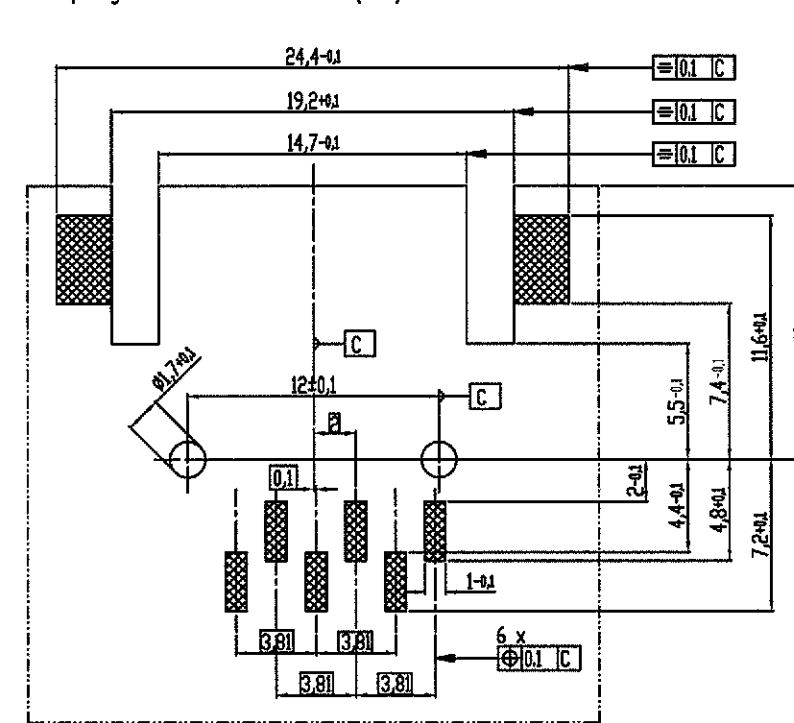 24,4-0,1
= 0.1 C
19,2+0,1
= 0.1 C
14,7-0,1
= 0.1 C
C
Ø1,7+0,1
12±0,1
C
5,5-0,1
7,4-0,1
11,6+0,1
2
0,1
2-0,1
4,4-0,1
4,8+0,1
7,2+0,1
1-0,1
3,81
3,81
6 x
⌖ 0.1 C
3,81
3,81